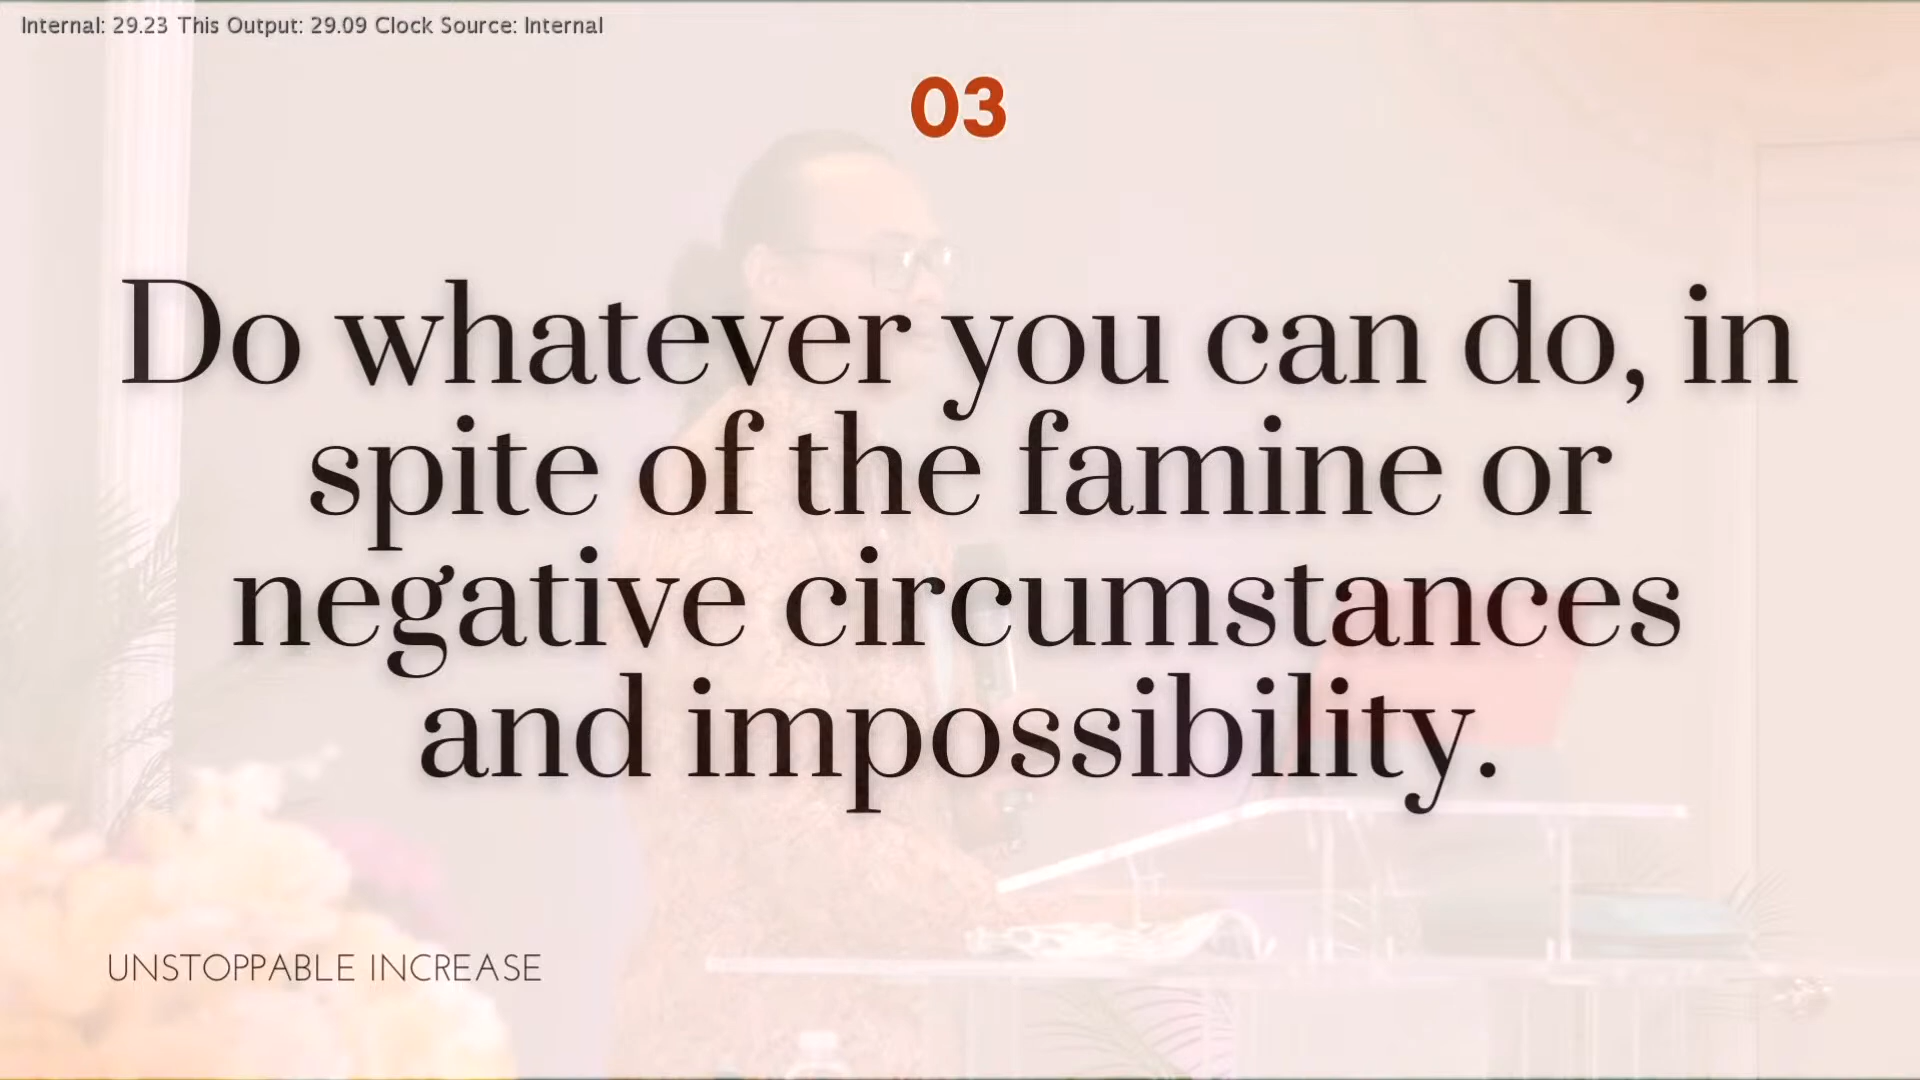 Internal: 29.23 This Output: 29.09 Clock Source: Internal
03
Do whatever you can do, in
spite of the famine or
negative circumstances
and impossibility.
UNSTOPPABLE INCREASE